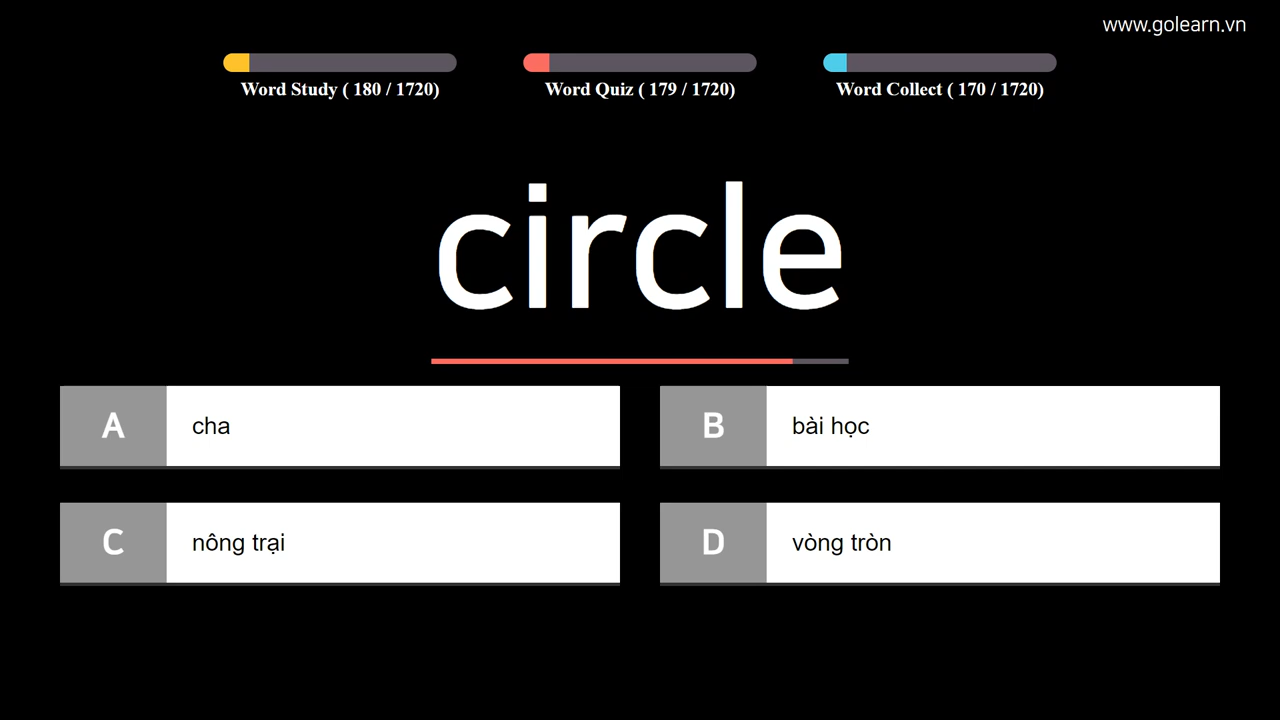 www.golearn.vn
Word Study ( 180 / 1720)
Word Quiz ( 179 / 1720)
Word Collect ( 170 / 1720)
circle
A cha
B bài học
C nông trại
D vòng tròn